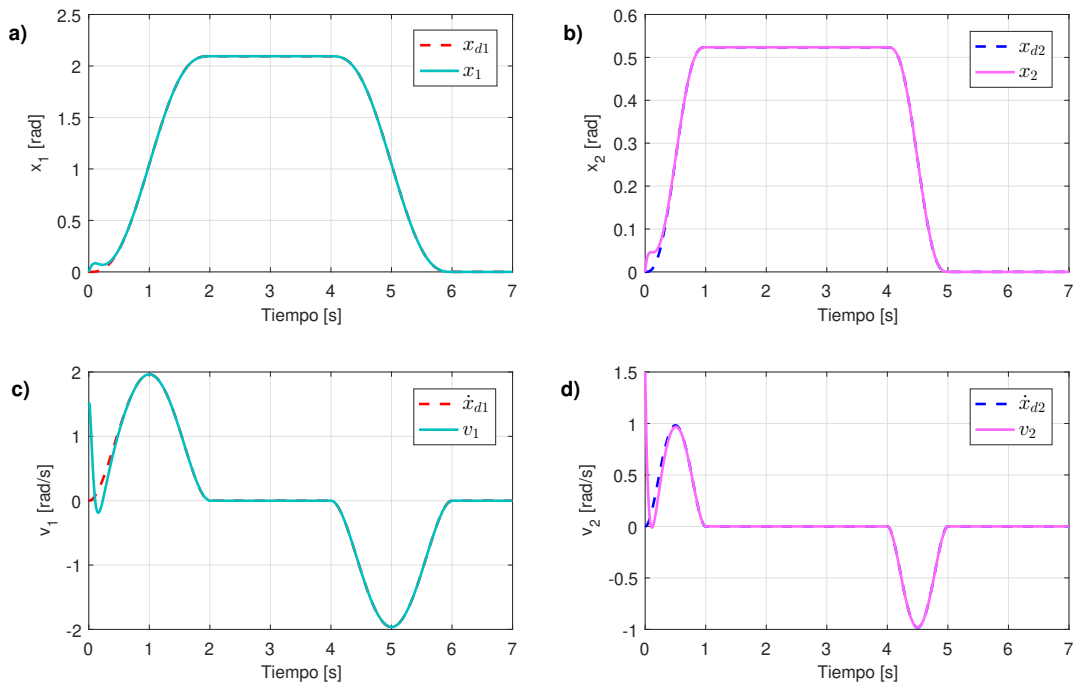 a)
2.5
2
1.5
1
0.5
0
x_1 [rad]
x_{d1}
x_1
0 1 2 3 4 5 6 7
Tiempo [s]
b)
0.6
0.5
0.4
0.3
0.2
0.1
0
x_2 [rad]
x_{d2}
x_2
0 1 2 3 4 5 6 7
Tiempo [s]
c)
2
1
0
-1
-2
v_1 [rad/s]
ẋ_{d1}
v_1
0 1 2 3 4 5 6 7
Tiempo [s]
d)
1.5
1
0.5
0
-0.5
-1
v_2 [rad/s]
ẋ_{d2}
v_2
0 1 2 3 4 5 6 7
Tiempo [s]